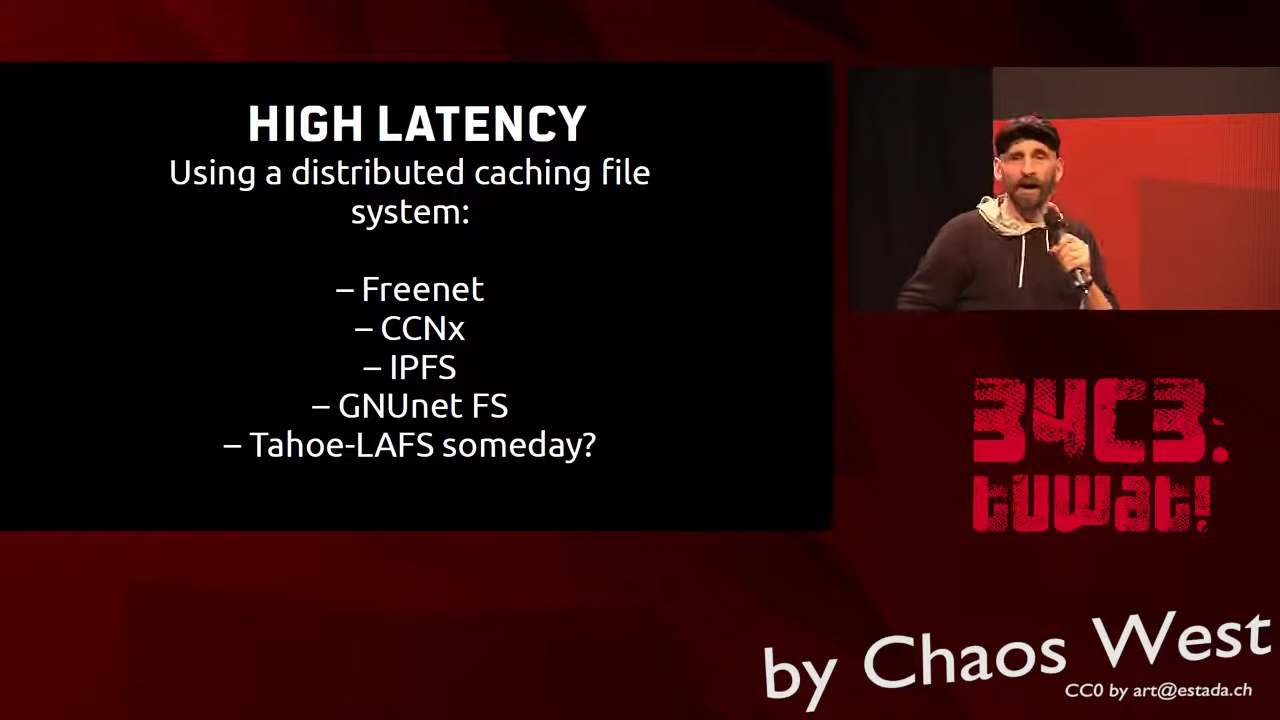 HIGH LATENCY
Using a distributed caching file
system:
– Freenet
– CCNx
– IPFS
– GNUnet FS
– Tahoe-LAFS someday?
34C3:
tuwat!
by Chaos West
CC0 by art@estada.ch